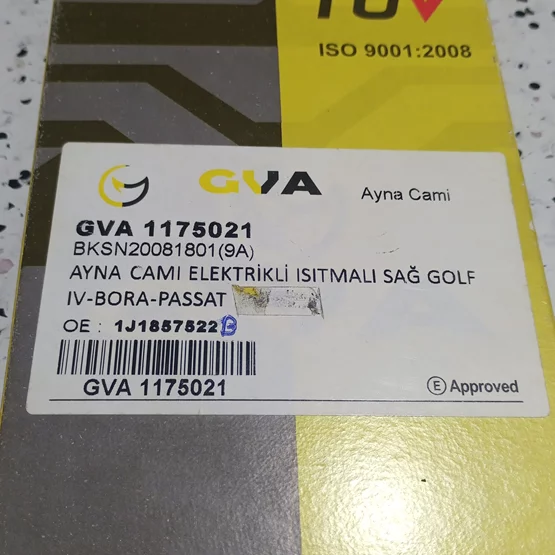 TÜV
ISO 9001:2008
GVA
Ayna Cami
GVA 1175021
BKSN20081801(9A)
AYNA CAMI ELEKTRİKLİ ISITMALI SAĞ GOLF
IV-BORA-PASSAT
OE : 1J1857522E
GVA 1175021
E Approved